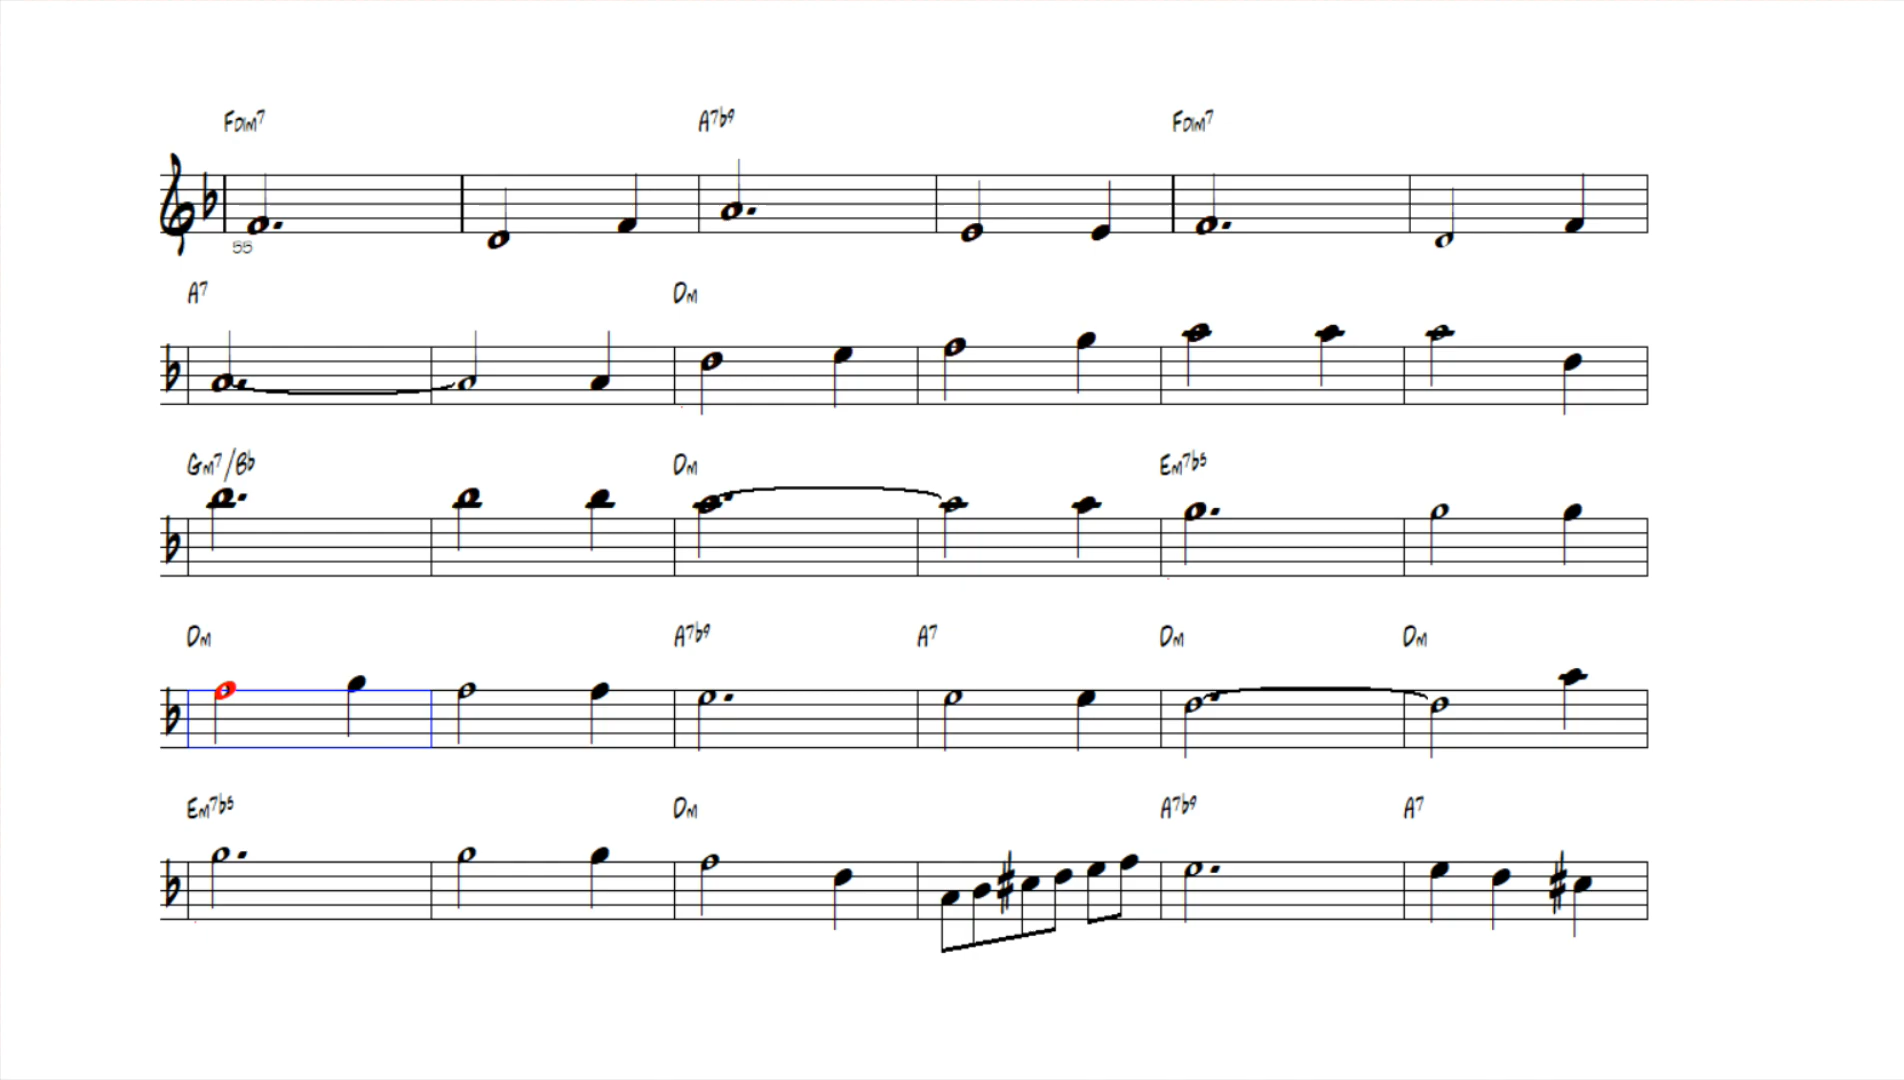 Fdim7 A7b9 Fdim7
55
A7 Dm
Gm7/Bb Dm Em7b5
Dm A7b9 A7 Dm Dm
Em7b5 Dm A7b9 A7